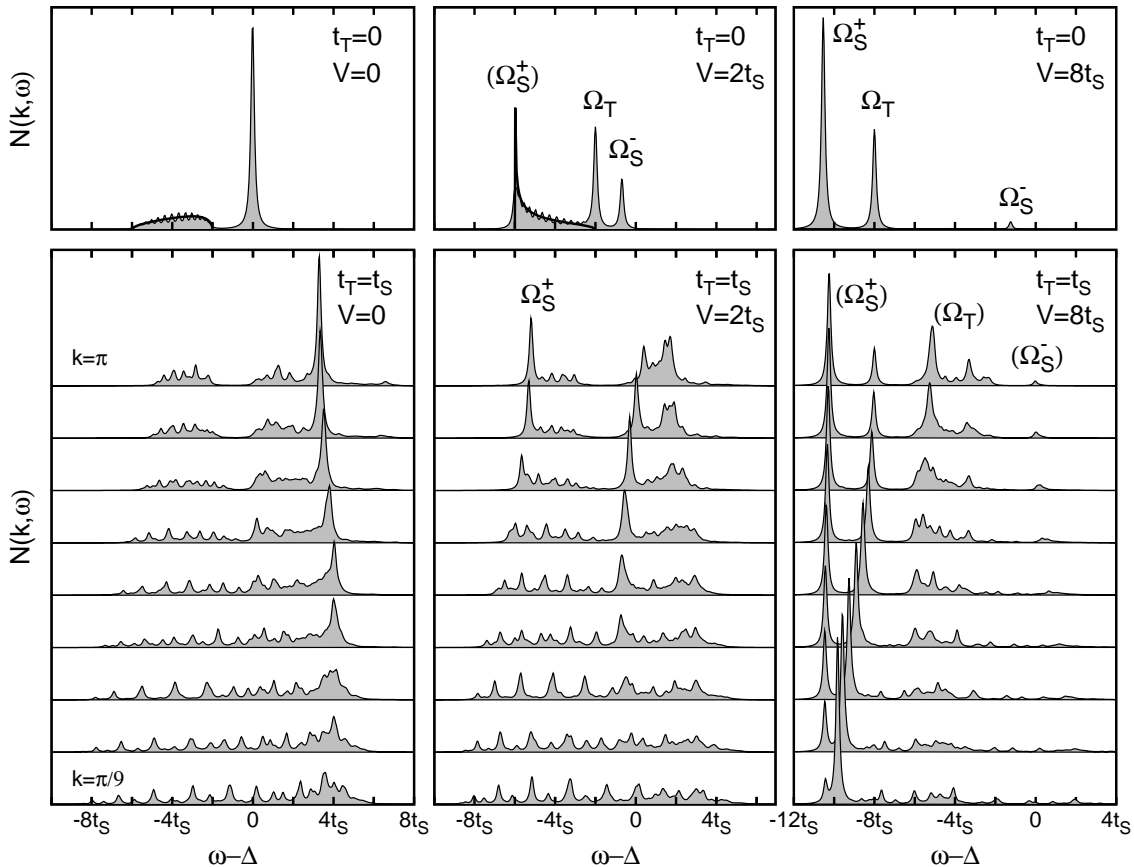 N(k,ω)
t_T=0
V=0
t_T=0
V=2t_S
(Ω_S^+)
Ω_T
Ω_S^-
t_T=0
V=8t_S
Ω_S^+
Ω_T
Ω_S^-
N(k,ω)
t_T=t_S
V=0
k=π
k=π/9
t_T=t_S
V=2t_S
Ω_S^+
t_T=t_S
V=8t_S
(Ω_S^+)
(Ω_T)
(Ω_S^-)
-8t_S -4t_S 0 4t_S 8t_S
-8t_S -4t_S 0 4t_S
-12t_S -8t_S -4t_S 0 4t_S
ω−Δ ω−Δ ω−Δ